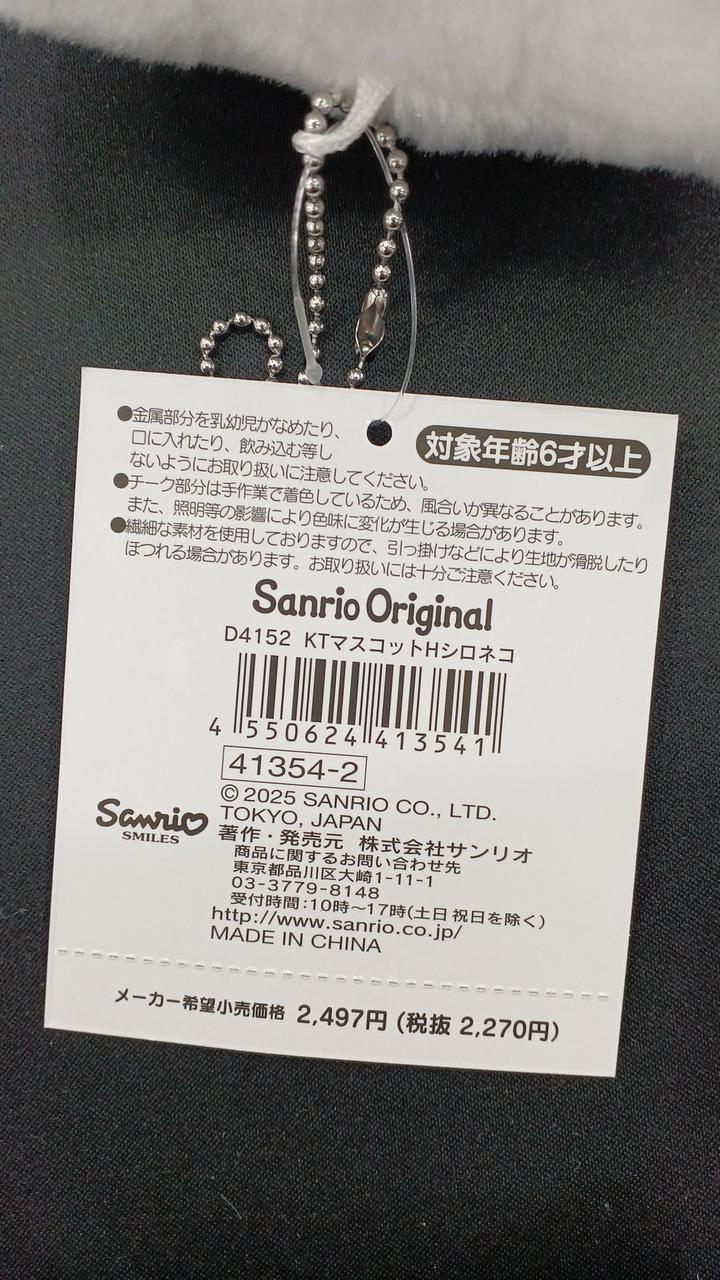 ●金属部分を乳幼児がなめたり、
口に入れたり、飲み込む等し
ないようにお取り扱いに注意してください。
対象年齢6才以上
●チーク部分は手作業で着色しているため、風合いが異なることがあります。
また、照明等の影響により色味に変化が生じる場合があります。
●繊細な素材を使用しておりますので、引っ掛けなどにより生地が滑脱したり
ほつれる場合があります。お取り扱いには十分ご注意ください。
Sanrio Original
D4152 KTマスコットHシロネコ
4 550624 413541
41354-2
© 2025 SANRIO CO., LTD.
TOKYO, JAPAN
Sanrio
SMILES
著作・発売元 株式会社サンリオ
商品に関するお問い合わせ先
東京都品川区大崎1-11-1
03-3779-8148
受付時間:10時～17時(土日 祝日を除く)
http://www.sanrio.co.jp/
MADE IN CHINA
メーカー希望小売価格 2,497円 (税抜 2,270円)